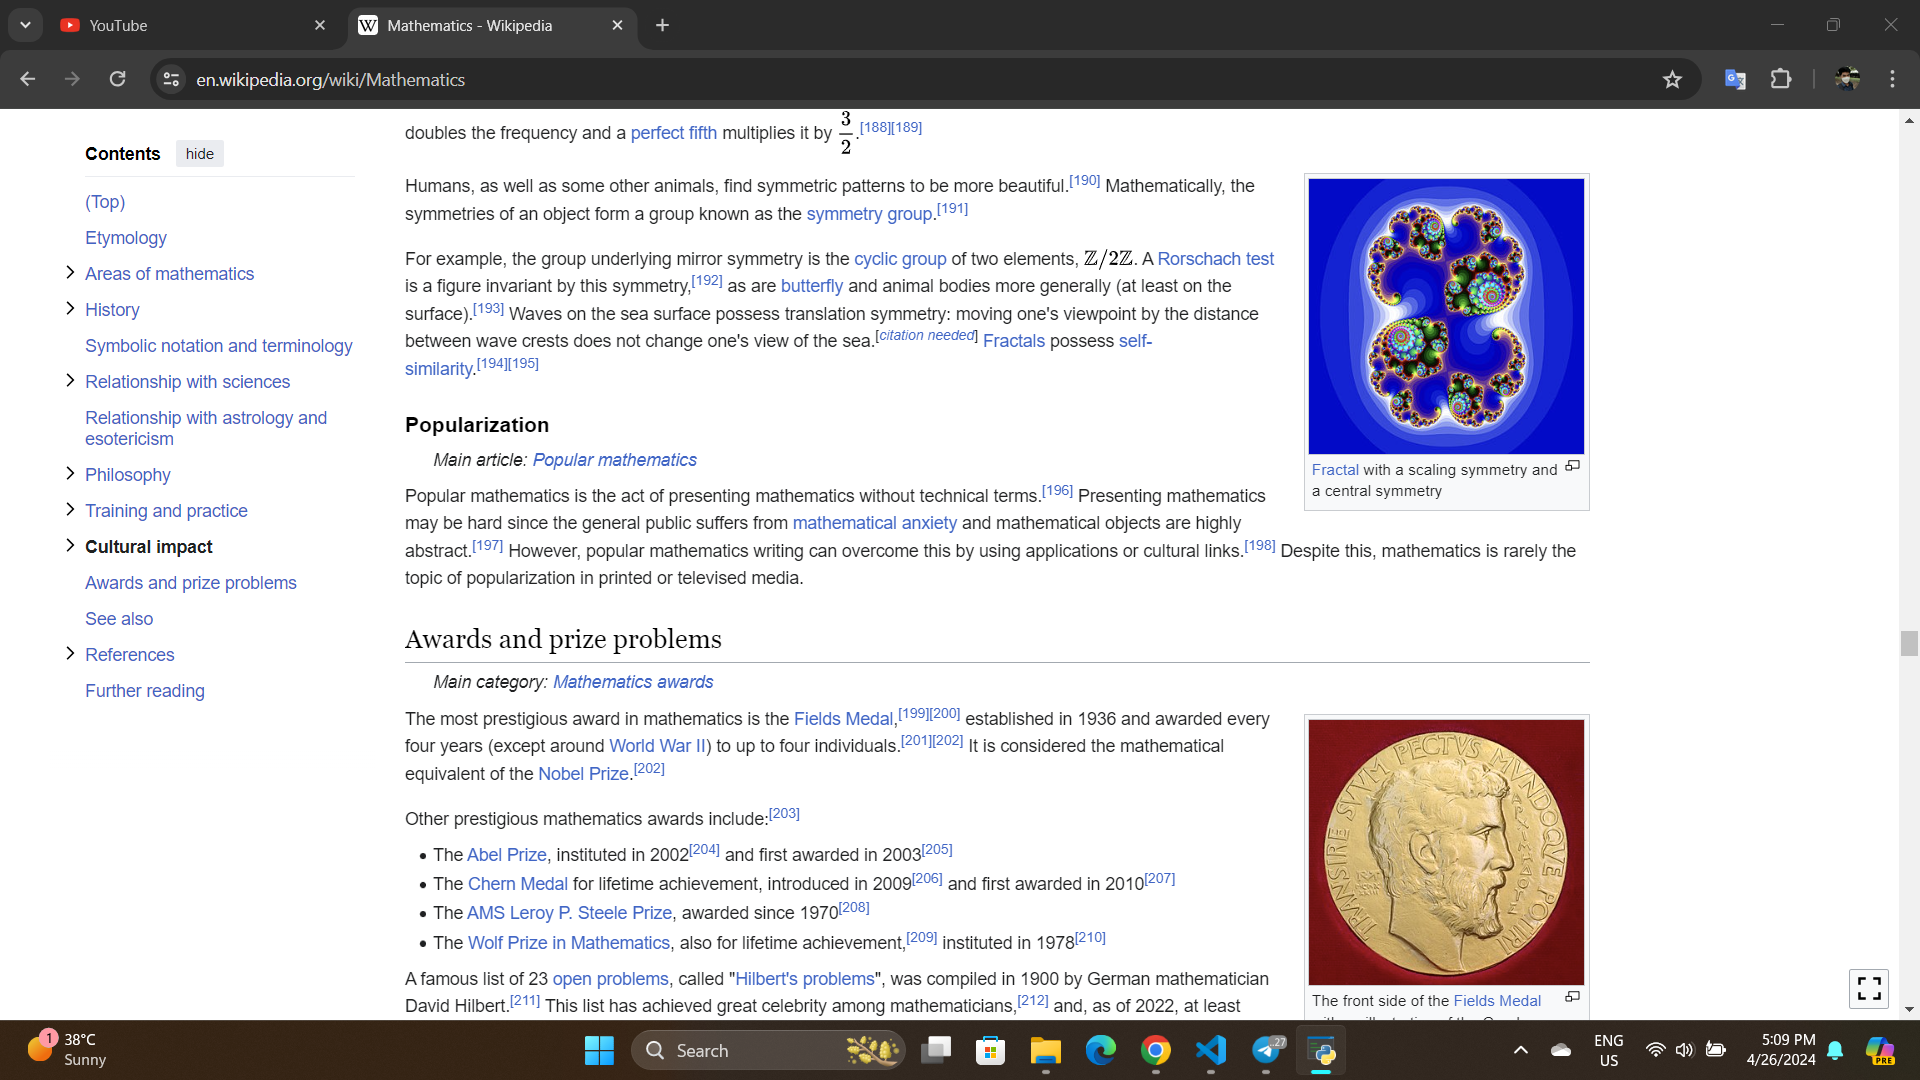 YouTube
Mathematics - Wikipedia
en.wikipedia.org/wiki/Mathematics
Contents hide
(Top)
Etymology
Areas of mathematics
History
Symbolic notation and terminology
Relationship with sciences
Relationship with astrology and
esotericism
Philosophy
Training and practice
Cultural impact
Awards and prize problems
See also
References
Further reading
doubles the frequency and a perfect fifth multiplies it by 3/2.[188][189]
Humans, as well as some other animals, find symmetric patterns to be more beautiful.[190] Mathematically, the
symmetries of an object form a group known as the symmetry group.[191]
For example, the group underlying mirror symmetry is the cyclic group of two elements, ℤ/2ℤ. A Rorschach test
is a figure invariant by this symmetry,[192] as are butterfly and animal bodies more generally (at least on the
surface).[193] Waves on the sea surface possess translation symmetry: moving one's viewpoint by the distance
between wave crests does not change one's view of the sea.[citation needed] Fractals possess self-
similarity.[194][195]
Fractal with a scaling symmetry and
a central symmetry
Popularization
Main article: Popular mathematics
Popular mathematics is the act of presenting mathematics without technical terms.[196] Presenting mathematics
may be hard since the general public suffers from mathematical anxiety and mathematical objects are highly
abstract.[197] However, popular mathematics writing can overcome this by using applications or cultural links.[198] Despite this, mathematics is rarely the
topic of popularization in printed or televised media.
Awards and prize problems
Main category: Mathematics awards
The most prestigious award in mathematics is the Fields Medal,[199][200] established in 1936 and awarded every
four years (except around World War II) to up to four individuals.[201][202] It is considered the mathematical
equivalent of the Nobel Prize.[202]
Other prestigious mathematics awards include:[203]
• The Abel Prize, instituted in 2002[204] and first awarded in 2003[205]
• The Chern Medal for lifetime achievement, introduced in 2009[206] and first awarded in 2010[207]
• The AMS Leroy P. Steele Prize, awarded since 1970[208]
• The Wolf Prize in Mathematics, also for lifetime achievement,[209] instituted in 1978[210]
A famous list of 23 open problems, called "Hilbert's problems", was compiled in 1900 by German mathematician
David Hilbert.[211] This list has achieved great celebrity among mathematicians,[212] and, as of 2022, at least
TRANSIRE SVVM PECTVS MVNDOQVE POTIRI
The front side of the Fields Medal
1
38°C
Sunny
Search
27
ENG
US
5:09 PM
4/26/2024
PRE